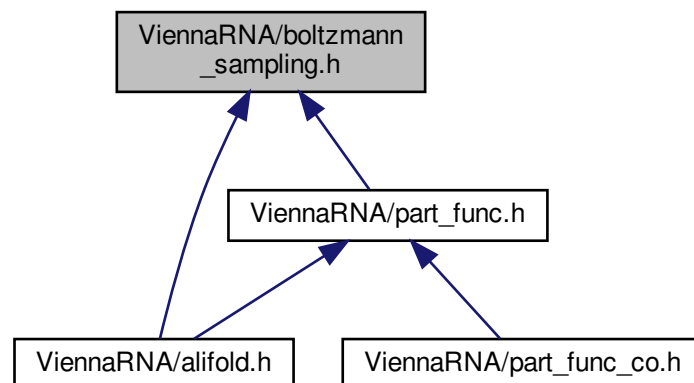 ViennaRNA/boltzmann
_sampling.h
ViennaRNA/part_func.h
ViennaRNA/alifold.h
ViennaRNA/part_func_co.h